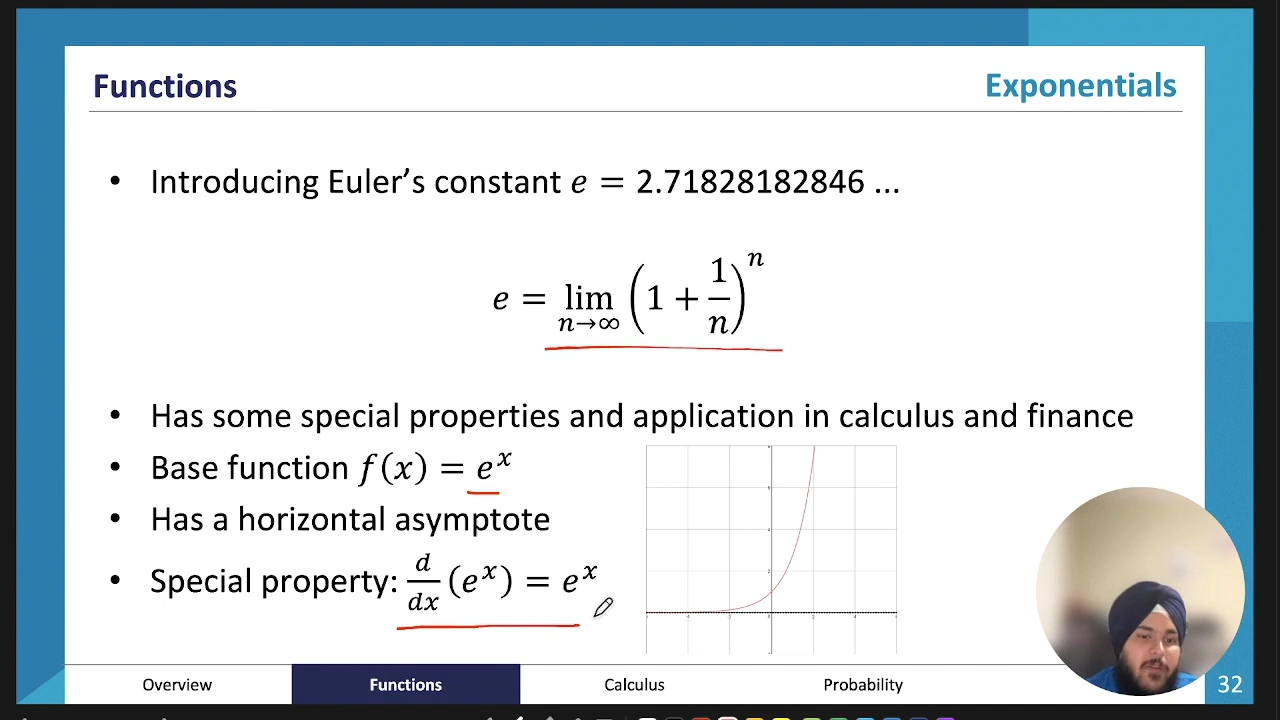 Functions
Exponentials
• Introducing Euler's constant e = 2.71828182846 ...
e = lim n→∞ (1 + 1/n)^n
• Has some special properties and application in calculus and finance
• Base function f(x) = e^x
• Has a horizontal asymptote
• Special property: d/dx (e^x) = e^x
Overview
Functions
Calculus
Probability
32